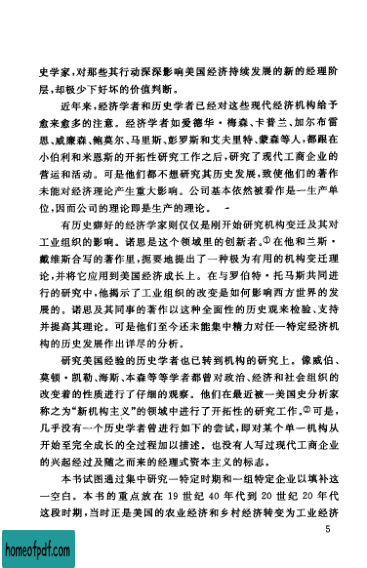 史学家,对那些其行动深深影响美国经济持续发展的新的经理阶
层,却极少下好坏的价值判断。
近年来,经济学者和历史学者已经对这些现代经济机构给予
愈来愈多的注意。经济学者如爱德华·梅森、卡普兰、加尔布雷
思、威廉森、鲍莫尔、马里斯、彭罗斯和艾夫里特、蒙森等人,都跟在
小伯利和米恩斯的开拓性研究工作之后,研究了现代工商企业的
营运和活动。可是他们都不想研究其历史发展,致使他们的著作
未能对经济理论产生重大影响。公司基本依然被看作是一生产单
位,因而公司的理论即是生产的理论。
有历史癖好的经济学家则仅仅是刚开始研究机构变迁及其对
工业组织的影响。诺思是这个领域里的创新者。①在他和兰斯·
戴维斯合写的著作里,扼要地提出了一种极为有用的机构变迁理
论,并将它应用到美国经济成长上。在与罗伯特·托马斯共同进
行的研究中,他揭示了工业组织的改变是如何影响西方世界的发
展的。诺思及其同事的著作以这种全面性的历史观来检验、支持
并提高其理论。可是他们至今还未能集中精力对任一特定经济机
构的历史发展作出详尽的分析。
研究美国经验的历史学者也已转到机构的研究上。像威伯、
莫顿·凯勒、海斯、本森等等学者都曾对政治、经济和社会组织的
改变着的性质进行了仔细的观察。他们在最近被一美国史分析家
称之为“新机构主义”的领域中进行了开拓性的研究工作。②可是,
几乎没有一个历史学者曾进行如下的尝试,即对某个单一机构从
开始至完全成长的全过程加以描述。也没有人写过现代工商企业
的兴起经过及随之而来的经理式资本主义的标志。
本书试图通过集中研究一特定时期和一组特定企业以填补这
一空白。本书的重点放在 19 世纪 40 年代到 20 世纪 20 年代
这段时期,当时正是美国的农业经济和乡村经济转变为工业经济
5
homeofpdf.com